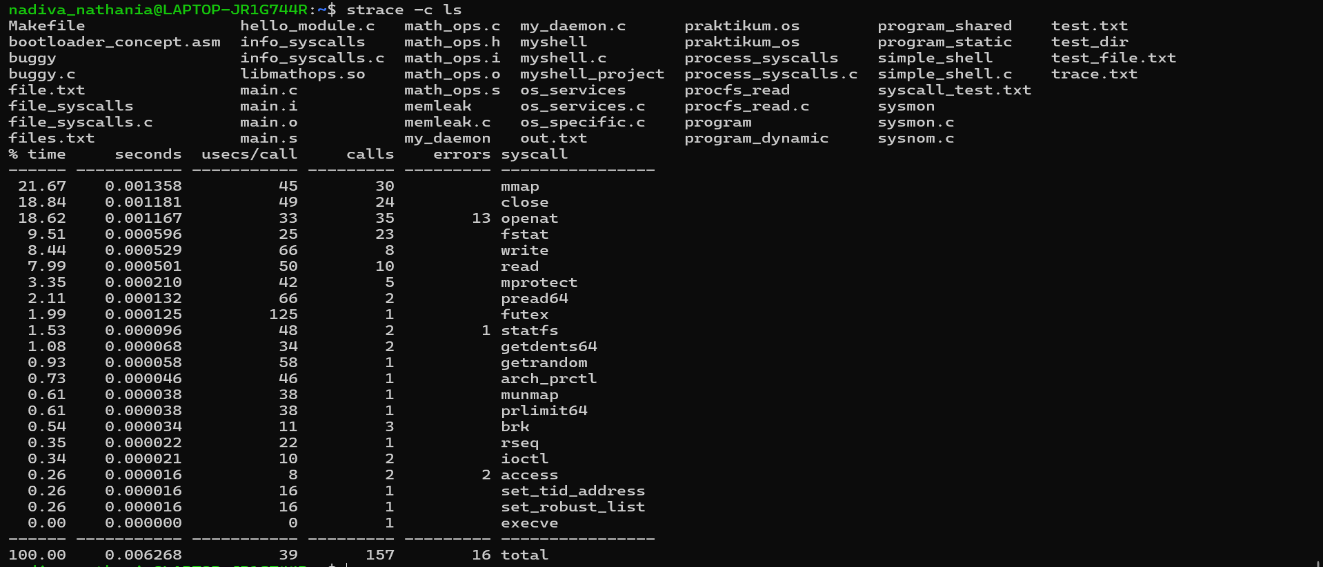 nadiva_nathania@LAPTOP-JR1G744R:~$ strace -c ls
Makefile hello_module.c math_ops.c my_daemon.c praktikum.os program_shared test.txt
bootloader_concept.asm info_syscalls math_ops.h myshell praktikum_os program_static test_dir
buggy info_syscalls.c math_ops.i myshell.c process_syscalls simple_shell test_file.txt
buggy.c libmathops.so math_ops.o myshell_project process_syscalls.c simple_shell.c trace.txt
file.txt main.c math_ops.s os_services procfs_read syscall_test.txt
file_syscalls main.i memleak os_services.c procfs_read.c sysmon
file_syscalls.c main.o memleak.c os_specific.c program sysmon.c
files.txt main.s my_daemon out.txt program_dynamic sysnom.c
% time seconds usecs/call calls errors syscall
------ ----------- ----------- --------- --------- ---------------
21.67 0.001358 45 30 mmap
18.84 0.001181 49 24 close
18.62 0.001167 33 35 13 openat
9.51 0.000596 25 23 fstat
8.44 0.000529 66 8 write
7.99 0.000501 50 10 read
3.35 0.000210 42 5 mprotect
2.11 0.000132 66 2 pread64
1.99 0.000125 125 1 futex
1.53 0.000096 48 2 1 statfs
1.08 0.000068 34 2 getdents64
0.93 0.000058 58 1 getrandom
0.73 0.000046 46 1 arch_prctl
0.61 0.000038 38 1 munmap
0.61 0.000038 38 1 prlimit64
0.54 0.000034 11 3 brk
0.35 0.000022 22 1 rseq
0.34 0.000021 10 2 ioctl
0.26 0.000016 8 2 2 access
0.26 0.000016 16 1 set_tid_address
0.26 0.000016 16 1 set_robust_list
0.00 0.000000 0 1 execve
------ ----------- ----------- --------- --------- ---------------
100.00 0.006268 39 157 16 total